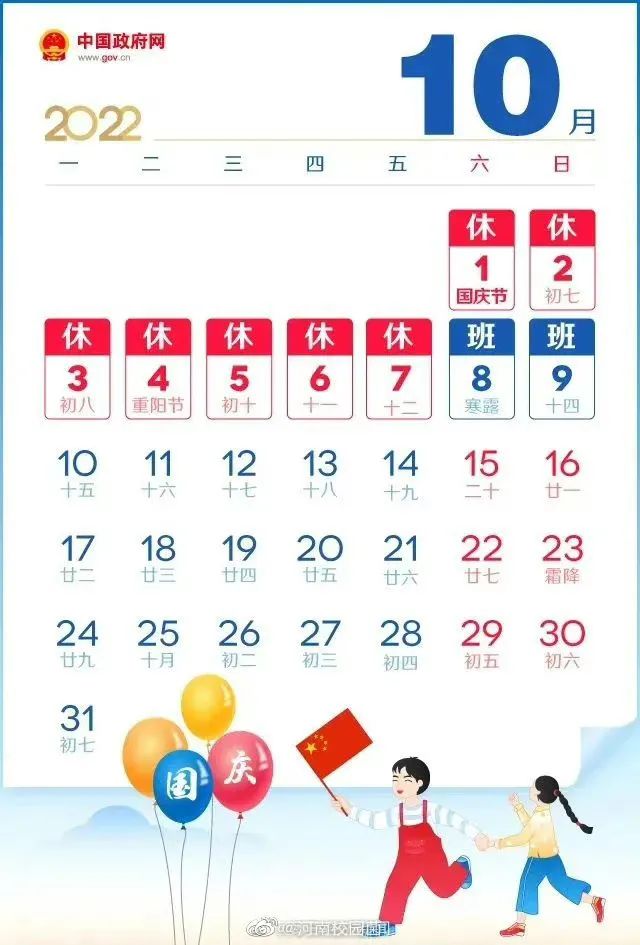 中国政府网
www.gov.cn
10月
2022
一 二 三 四 五 六 日
休 休
1 2
国庆节 初七
休 休 休 休 休 班 班
3 4 5 6 7 8 9
初八 重阳节 初十 十一 十二 寒露 十四
10 11 12 13 14 15 16
十五 十六 十七 十八 十九 二十 廿一
17 18 19 20 21 22 23
廿二 廿三 廿四 廿五 廿六 廿七 霜降
24 25 26 27 28 29 30
廿九 十月 初二 初三 初四 初五 初六
31
初七
国 庆
@河南校园